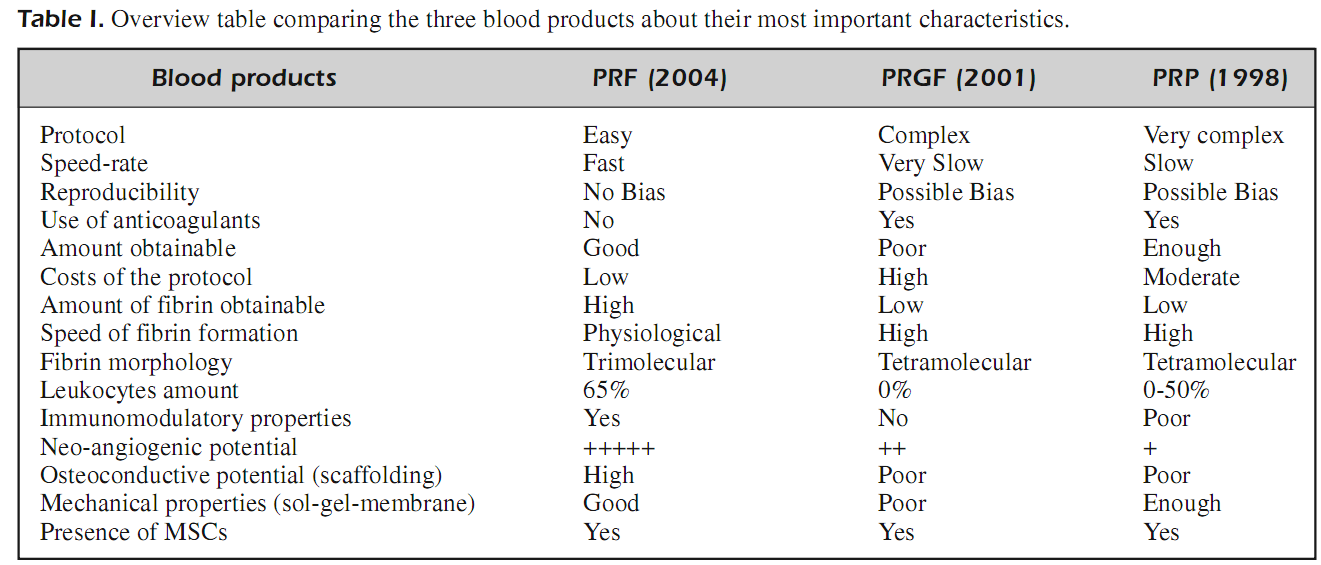 Table I. Overview table comparing the three blood products about their most important characteristics.
Blood products PRF (2004) PRGF (2001) PRP (1998)
Protocol Easy Complex Very complex
Speed-rate Fast Very Slow Slow
Reproducibility No Bias Possible Bias Possible Bias
Use of anticoagulants No Yes Yes
Amount obtainable Good Poor Enough
Costs of the protocol Low High Moderate
Amount of fibrin obtainable High Low Low
Speed of fibrin formation Physiological High High
Fibrin morphology Trimolecular Tetramolecular Tetramolecular
Leukocytes amount 65% 0% 0-50%
Immunomodulatory properties Yes No Poor
Neo-angiogenic potential +++++ ++ +
Osteoconductive potential (scaffolding) High Poor Poor
Mechanical properties (sol-gel-membrane) Good Poor Enough
Presence of MSCs Yes Yes Yes